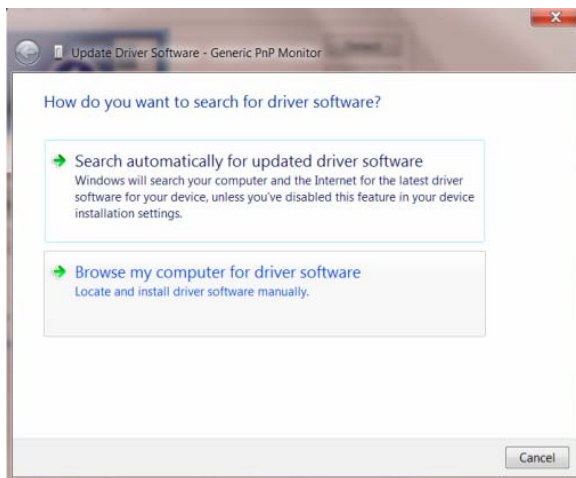 Update Driver Software - Generic PnP Monitor
How do you want to search for driver software?
Search automatically for updated driver software
Windows will search your computer and the Internet for the latest driver
software for your device, unless you've disabled this feature in your device
installation settings.
Browse my computer for driver software
Locate and install driver software manually.
Cancel